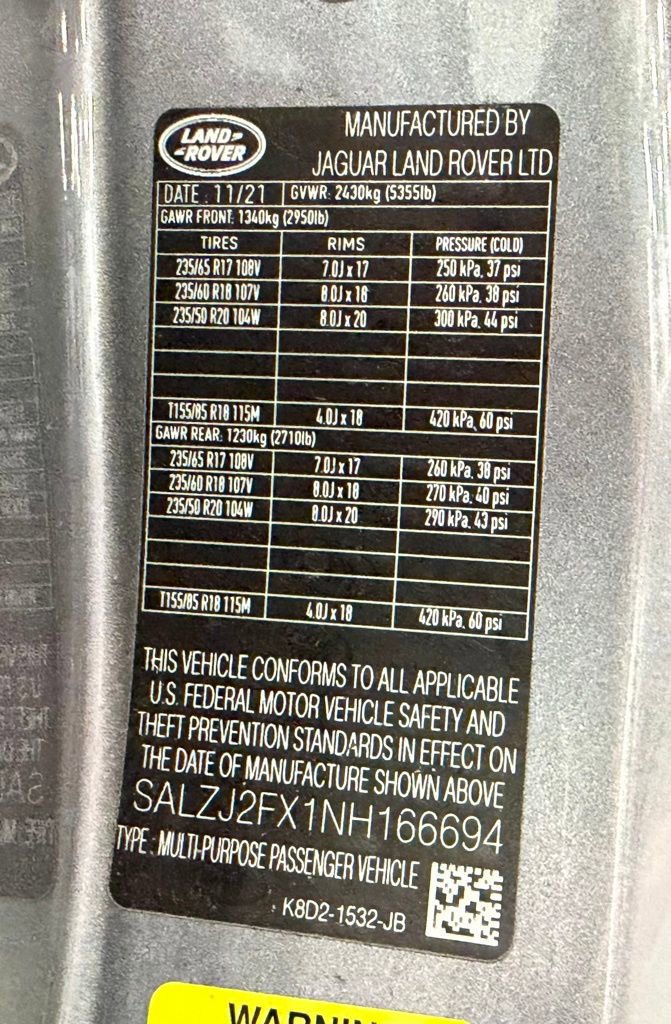 LAND-
-ROVER
MANUFACTURED BY
JAGUAR LAND ROVER LTD
DATE : 11/21 GVWR: 2430kg (5355lb)
GAWR FRONT: 1340kg (2950lb)
TIRES RIMS PRESSURE (COLD)
235/65 R17 108V 7.0J x 17 250 kPa, 37 psi
235/60 R18 107V 8.0J x 18 260 kPa, 38 psi
235/50 R20 104W 8.0J x 20 300 kPa, 44 psi
T155/85 R18 115M 4.0J x 18 420 kPa, 60 psi
GAWR REAR: 1230kg (2710lb)
235/65 R17 108V 7.0J x 17 260 kPa, 38 psi
235/60 R18 107V 8.0J x 18 270 kPa, 40 psi
235/50 R20 104W 8.0J x 20 290 kPa, 43 psi
T155/85 R18 115M 4.0J x 18 420 kPa, 60 psi
THIS VEHICLE CONFORMS TO ALL APPLICABLE
U.S. FEDERAL MOTOR VEHICLE SAFETY AND
THEFT PREVENTION STANDARDS IN EFFECT ON
THE DATE OF MANUFACTURE SHOWN ABOVE
SALZJ2FX1NH166694
TYPE : MULTI-PURPOSE PASSENGER VEHICLE
K8D2-1532-JB